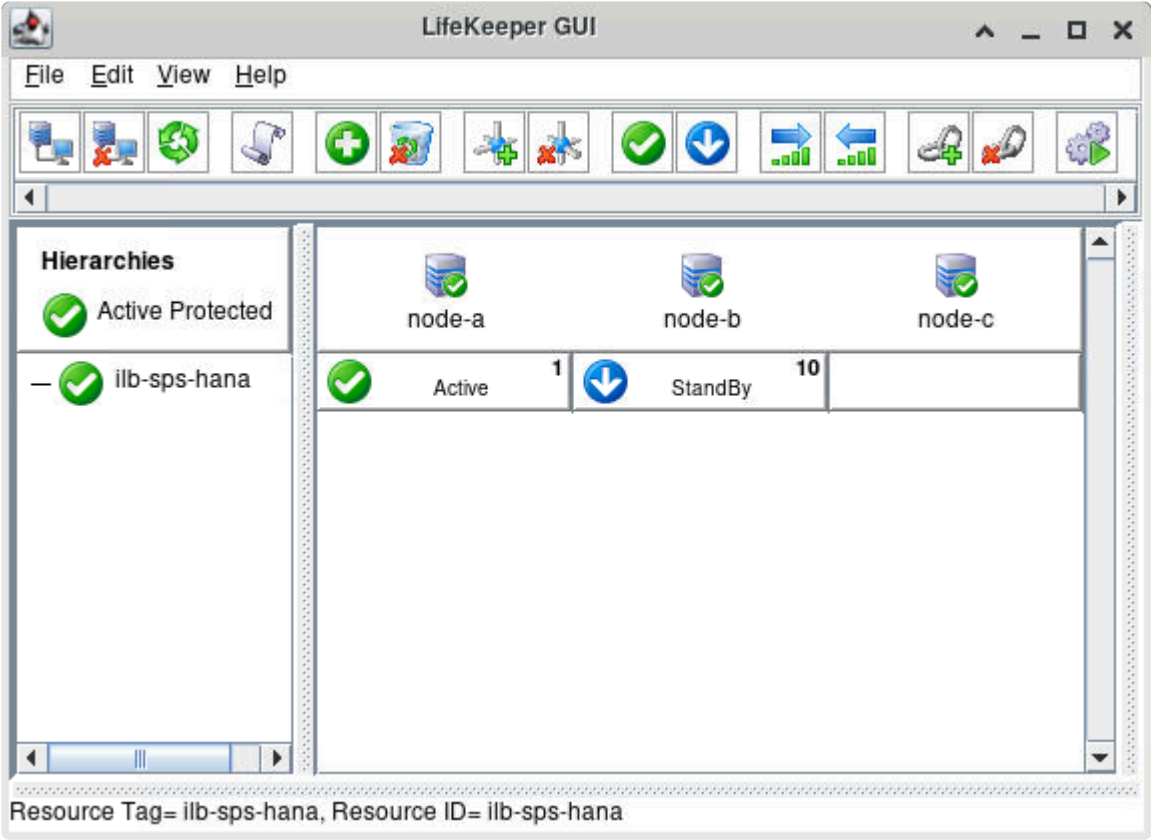 LifeKeeper GUI
File Edit View Help
Hierarchies
Active Protected
node-a node-b node-c
ilb-sps-hana
Active 1 StandBy 10
Resource Tag= ilb-sps-hana, Resource ID= ilb-sps-hana